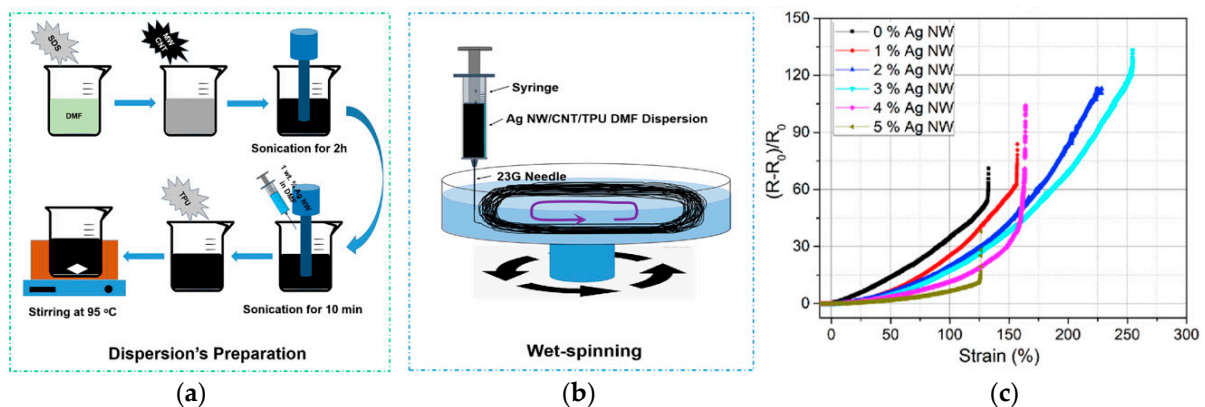 SOS
MW
CNT
DMF
Sonication for 2h
1 wt. % Ag NW
in DMF
TPU
Stirring at 95 °C
Sonication for 10 min
Dispersion's Preparation
(a)
Syringe
Ag NW/CNT/TPU DMF Dispersion
23G Needle
Wet-spinning
(b)
(R-R₀)/R₀
150
120
90
60
30
0
0 % Ag NW
1 % Ag NW
2 % Ag NW
3 % Ag NW
4 % Ag NW
5 % Ag NW
0 50 100 150 200 250 300
Strain (%)
(c)